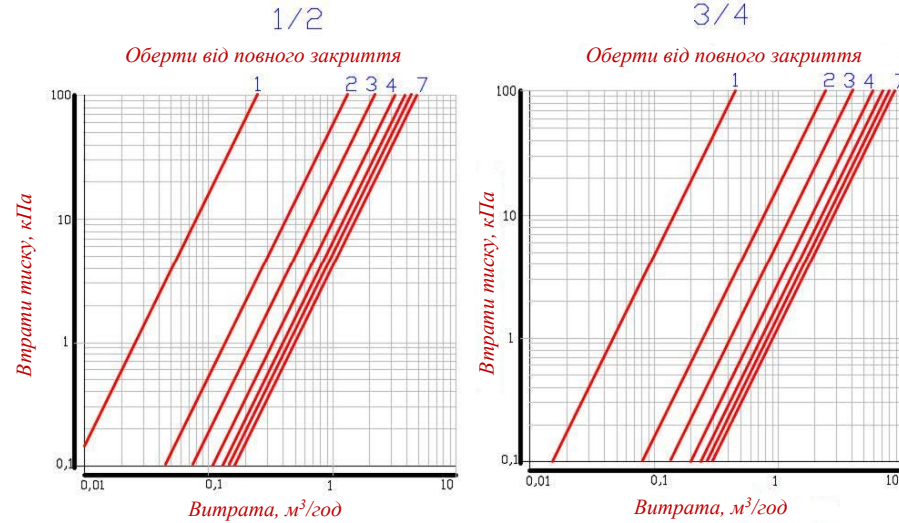 1/2
Оберти від повного закриття
1 2 3 4 7
100
10
1
0,1
Втрати тиску, кПа
0,01 0,1 1 10
Витрата, м³/год
3/4
Оберти від повного закриття
1 2 3 4 7
100
10
1
0,1
Втрати тиску, кПа
0,01 0,1 1 10
Витрата, м³/год